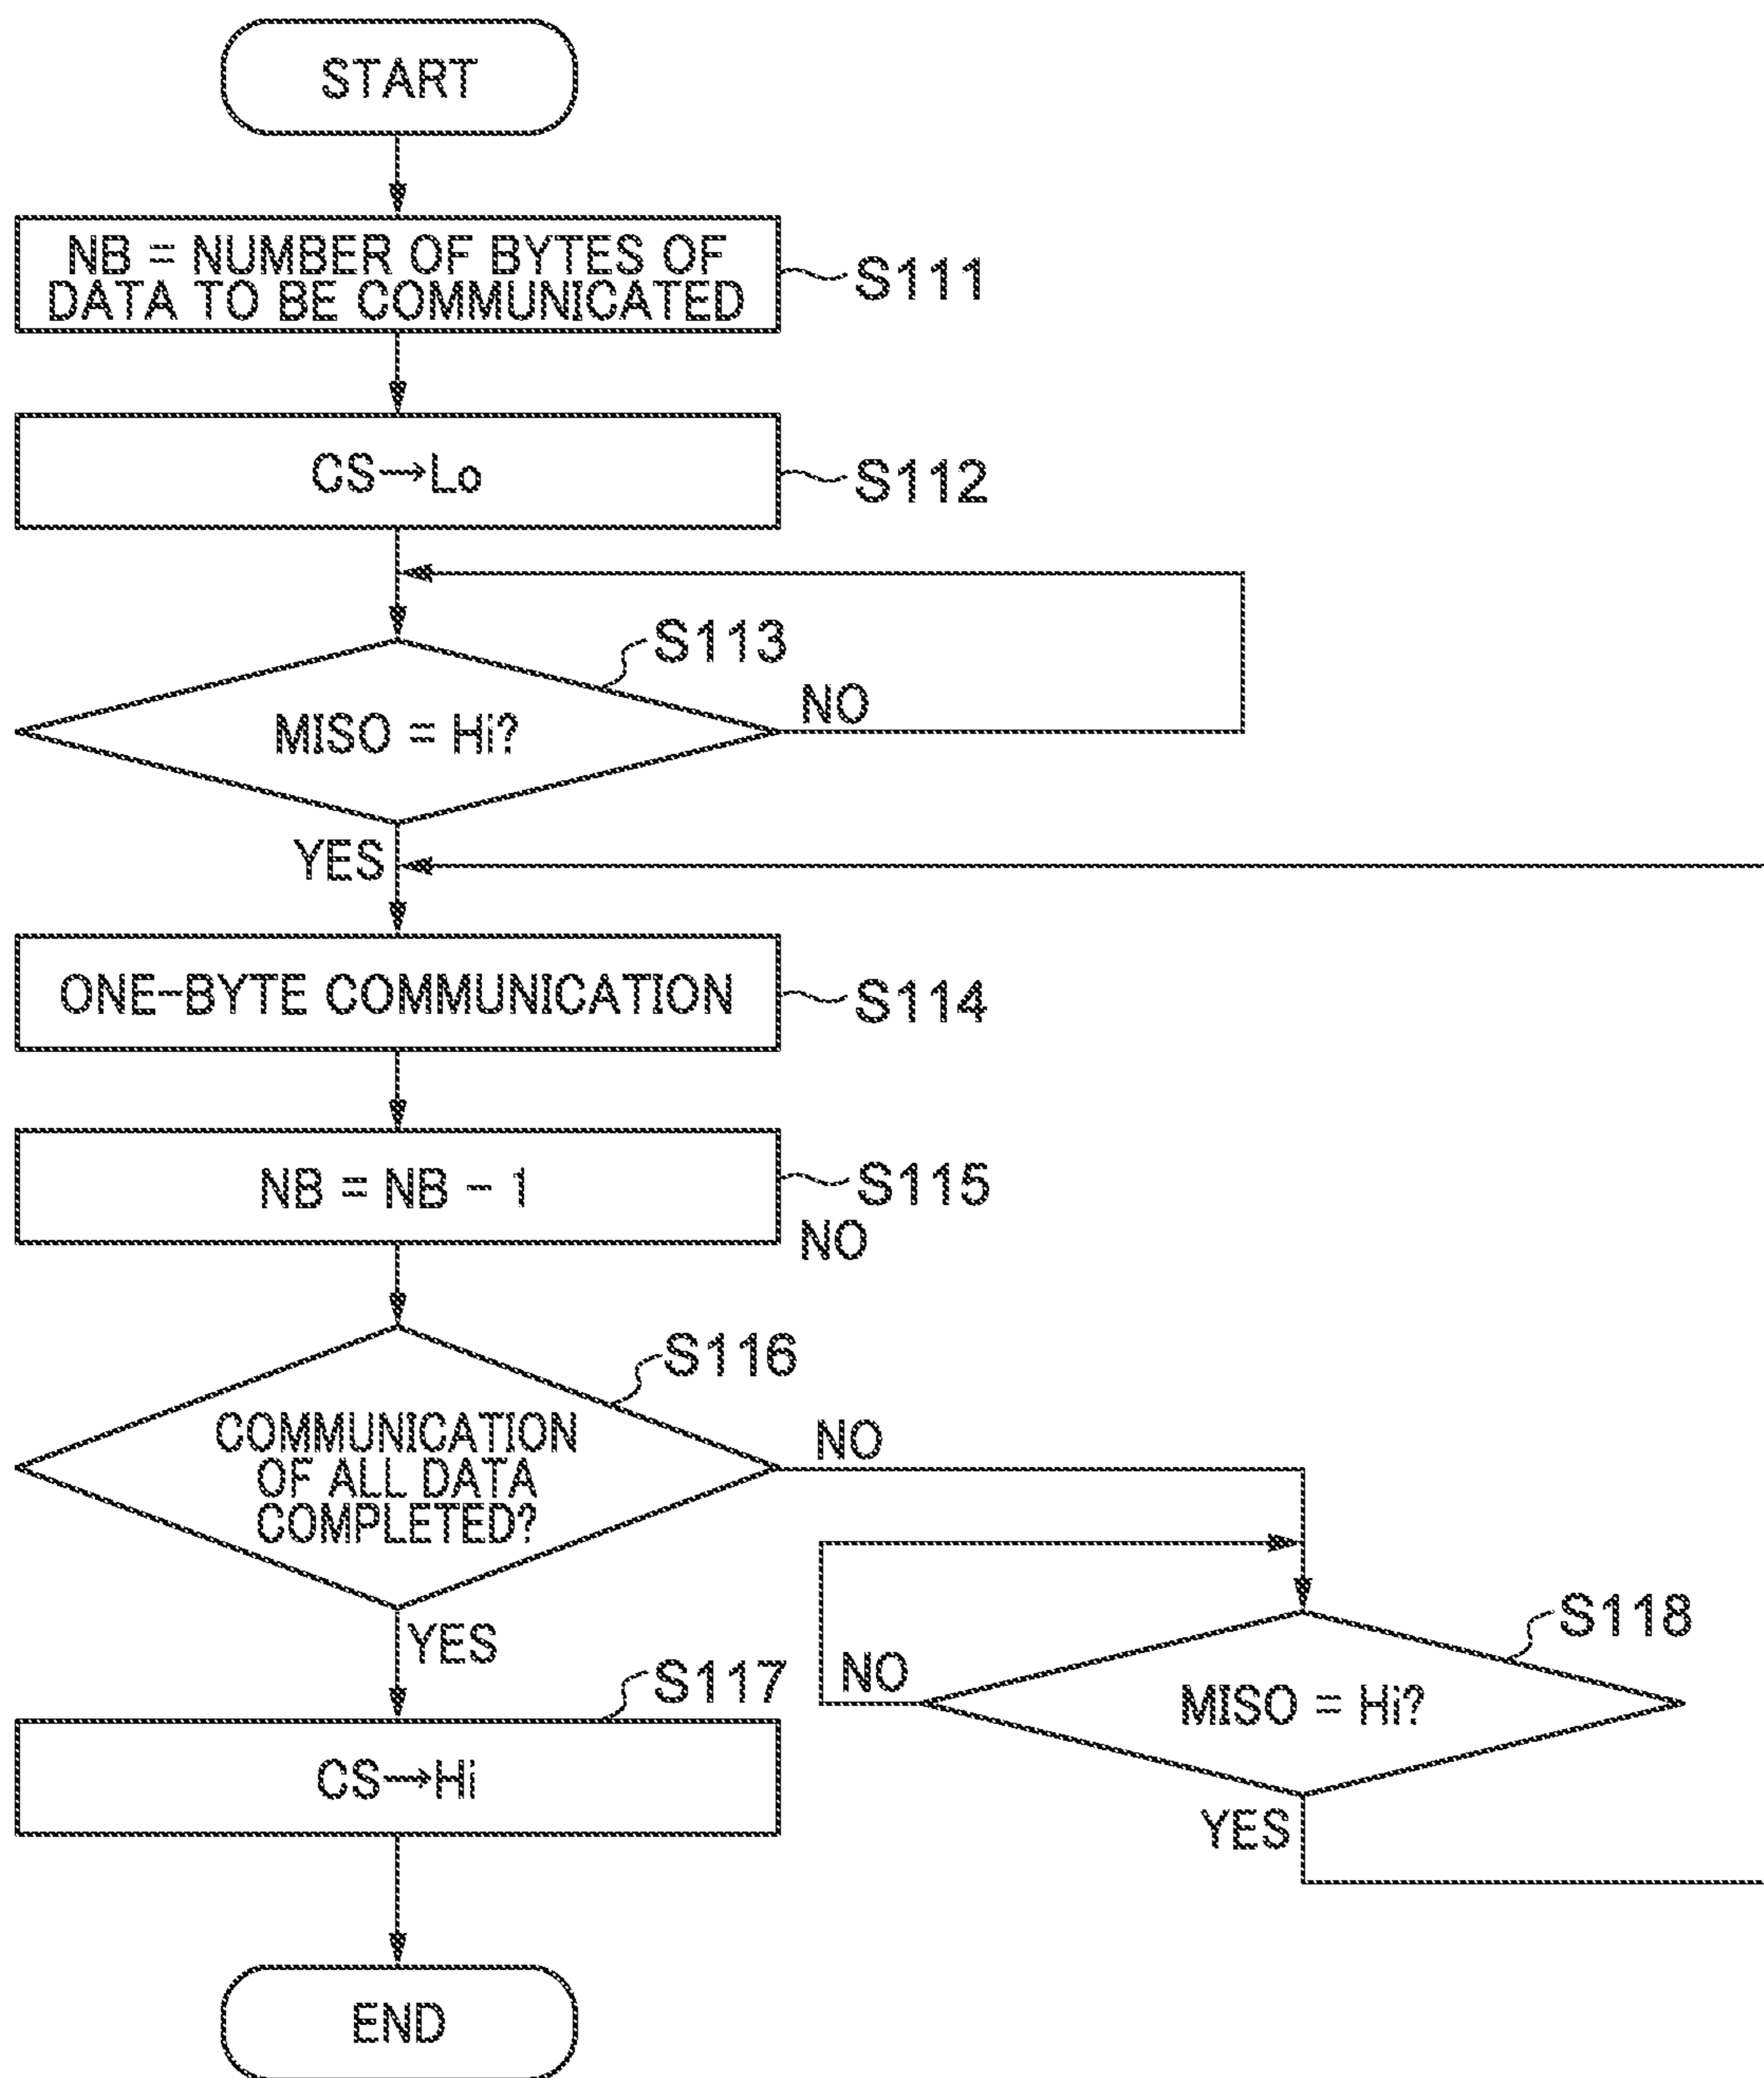 START
NB = NUMBER OF BYTES OF
DATA TO BE COMMUNICATED
S111
CS→Lo
S112
S113
MISO = Hi?
NO
YES
ONE-BYTE COMMUNICATION
S114
NB = NB - 1
S115
NO
S116
COMMUNICATION
OF ALL DATA
COMPLETED?
NO
YES
S117
CS→Hi
S118
NO
MISO = Hi?
YES
END